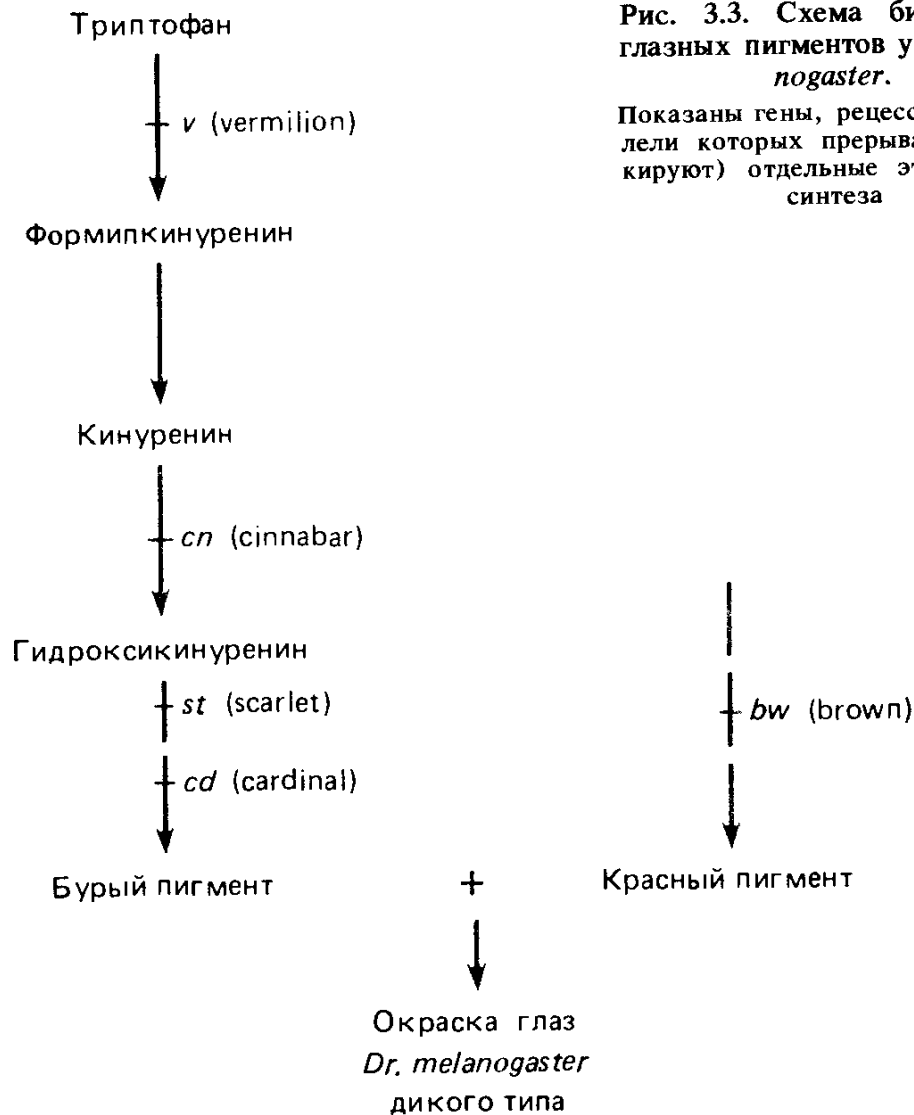 Триптофан
v (vermilion)
Формипкинуренин
Кинуренин
cn (cinnabar)
Гидроксикинуренин
st (scarlet)
cd (cardinal)
Бурый пигмент
+
bw (brown)
Красный пигмент
Окраска глаз
Dr. melanogaster
дикого типа
Рис. 3.3. Схема би
глазных пигментов у
nogaster.
Показаны гены, рецесс
лели которых прерыва
кируют) отдельные эт
синтеза